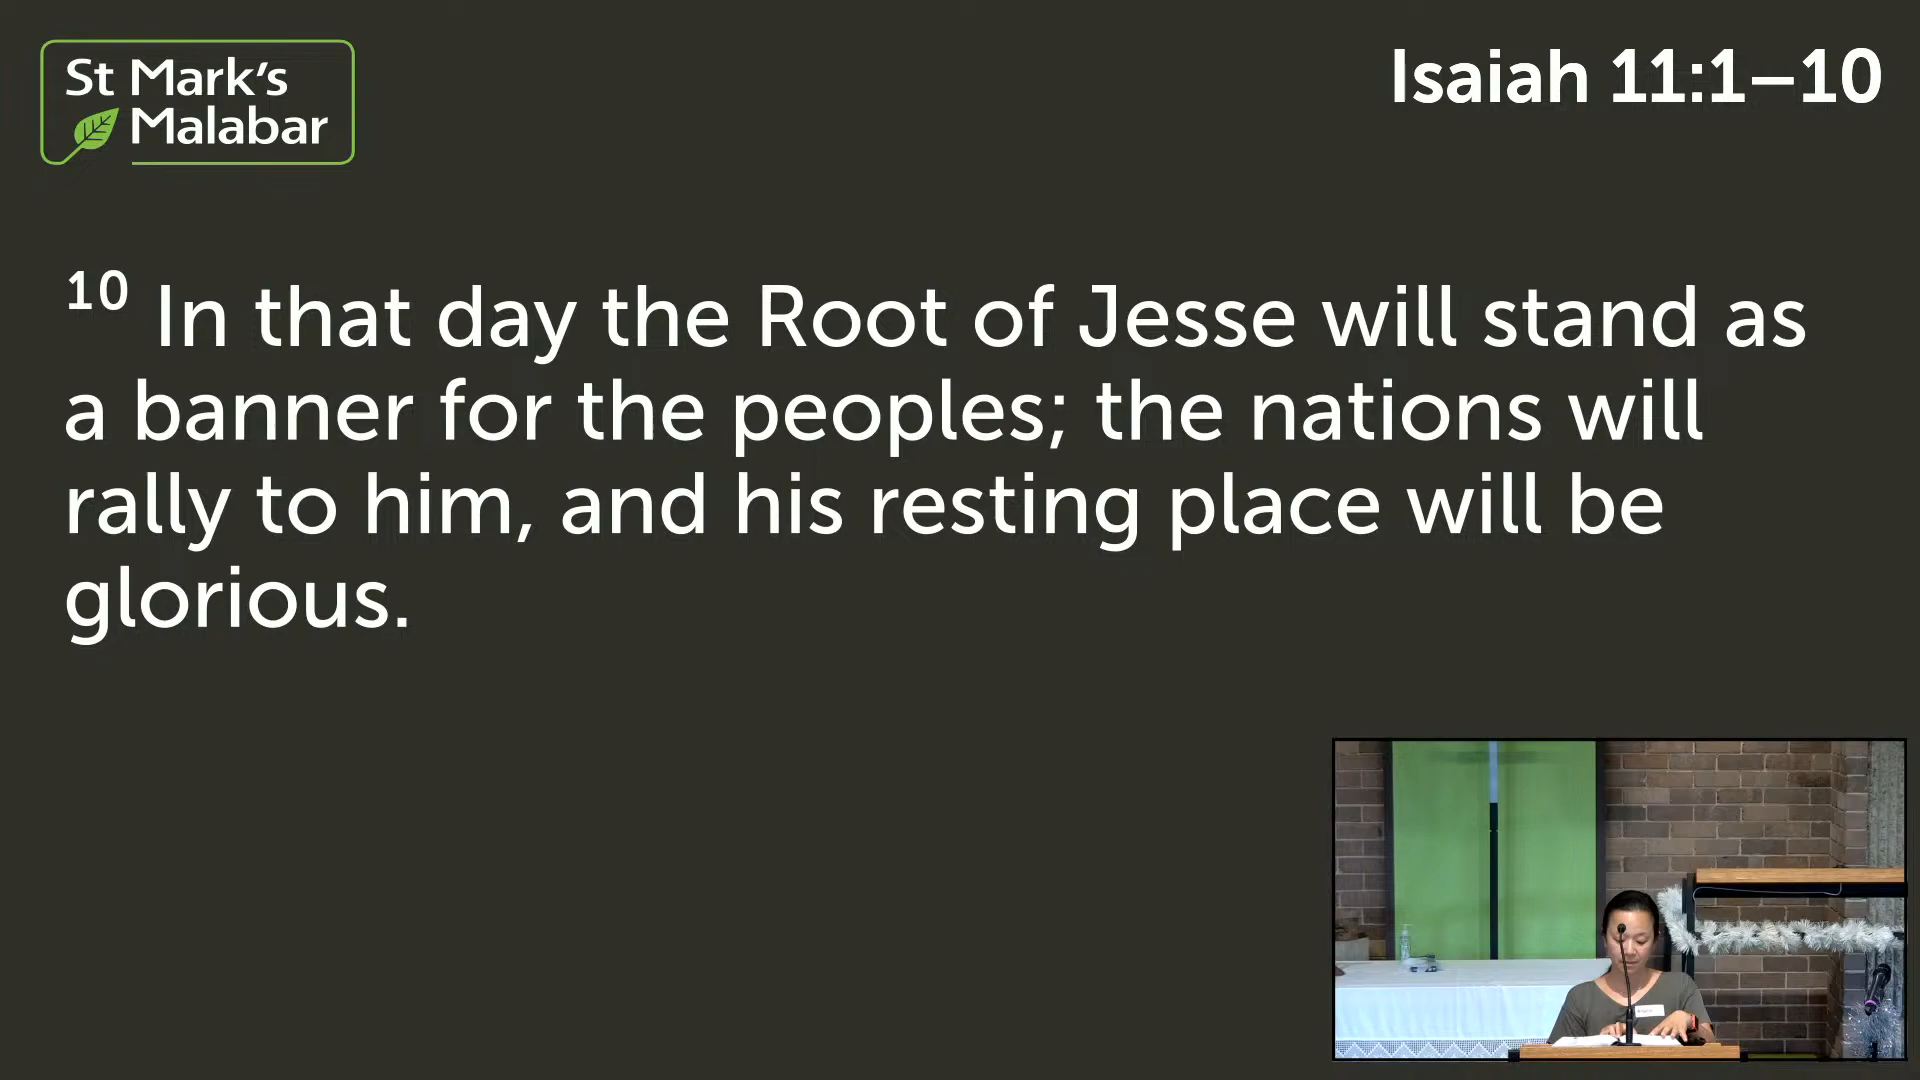 St Mark's
Malabar
Isaiah 11:1–10
10 In that day the Root of Jesse will stand as
a banner for the peoples; the nations will
rally to him, and his resting place will be
glorious.